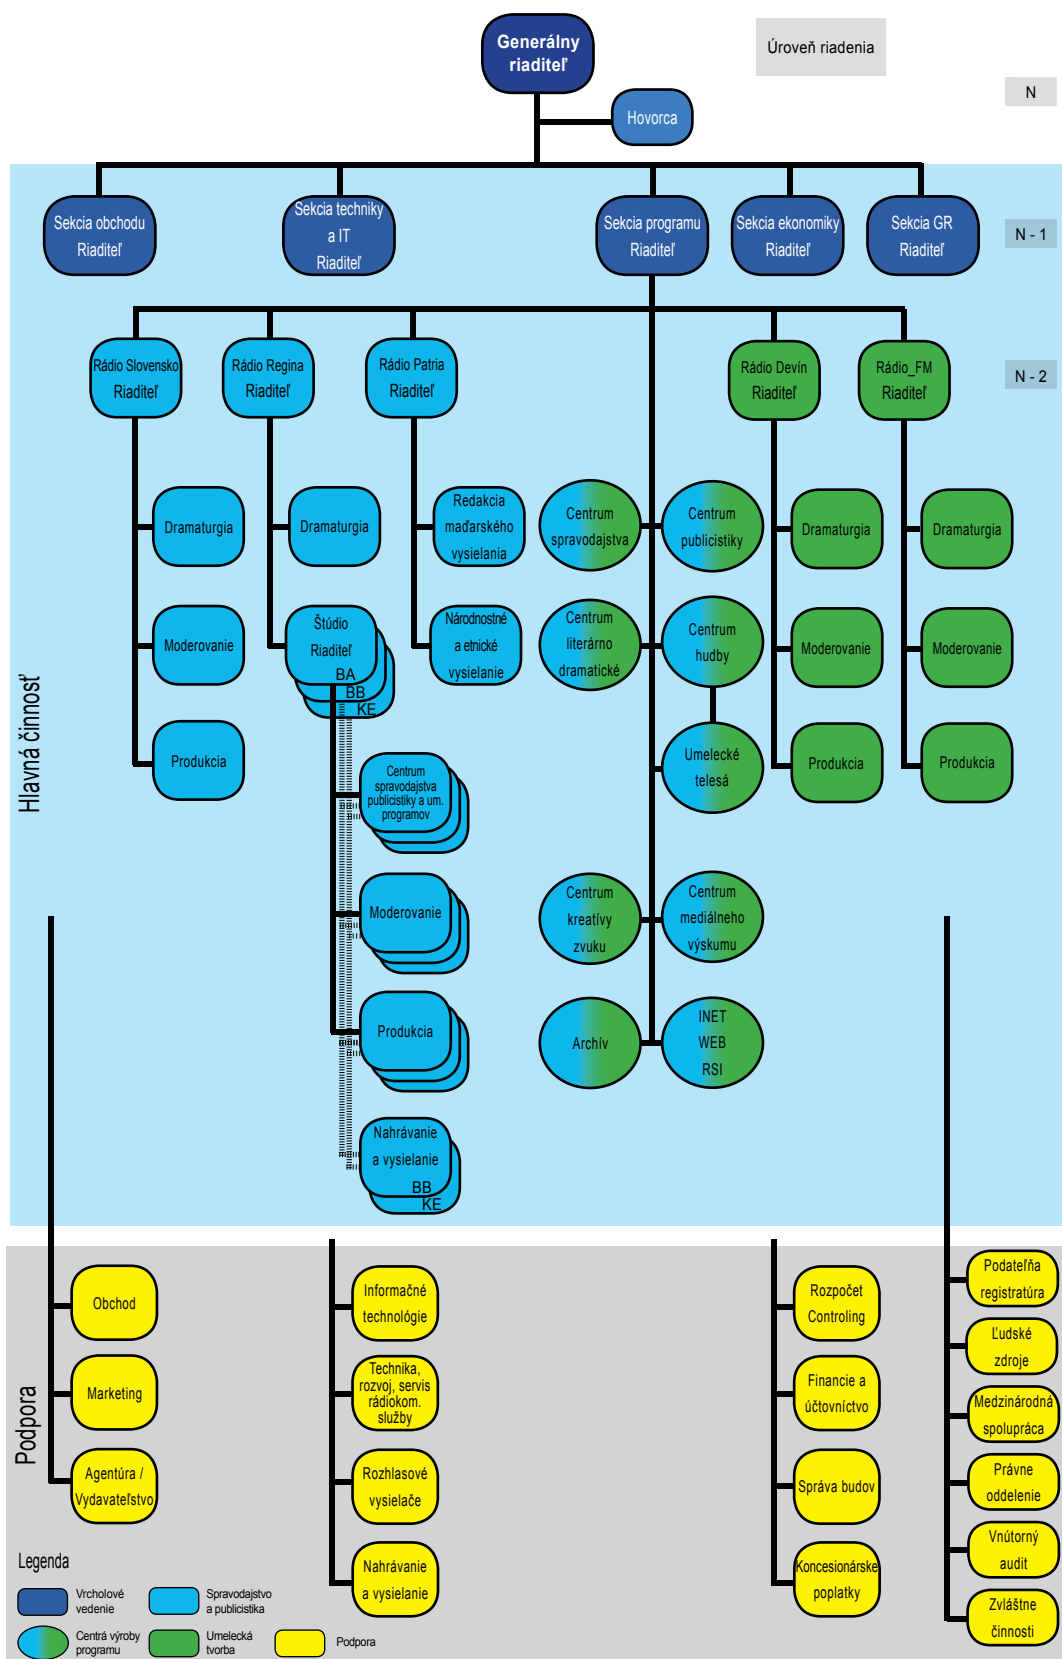 Generálny
riaditeľ
Úroveň riadenia
N
Hovorca
Sekcia obchodu
Riaditeľ
Sekcia techniky
a IT
Riaditeľ
Sekcia programu
Riaditeľ
Sekcia ekonomiky
Riaditeľ
Sekcia GR
Riaditeľ
N - 1
Rádio Slovensko
Riaditeľ
Rádio Regina
Riaditeľ
Rádio Patria
Riaditeľ
Rádio Devín
Riaditeľ
Rádio_FM
Riaditeľ
N - 2
Dramaturgia
Dramaturgia
Redakcia
maďarského
vysielania
Centrum
spravodajstva
Centrum
publicistiky
Dramaturgia
Dramaturgia
Moderovanie
Štúdio
Riaditeľ
BA
BB
KE
Národnostné
a etnické
vysielanie
Centrum
literárno
dramatické
Centrum
hudby
Moderovanie
Moderovanie
Hlavná činnosť
Produkcia
Centrum
spravodajstva
publicistiky a um.
programov
Umelecké
telesá
Produkcia
Produkcia
Moderovanie
Centrum
kreatívy
zvuku
Centrum
mediálneho
výskumu
Produkcia
Archív
INET
WEB
RSI
Nahrávanie
a vysielanie
BB
KE
Podpora
Obchod
Marketing
Agentúra /
Vydavateľstvo
Informačné
technológie
Technika,
rozvoj, servis
rádiokom.
služby
Rozhlasové
vysielače
Nahrávanie
a vysielanie
Rozpočet
Controling
Financie a
účtovníctvo
Správa budov
Koncesionárske
poplatky
Podateľňa
registratúra
Ľudské
zdroje
Medzinárodná
spolupráca
Právne
oddelenie
Vnútorný
audit
Zvláštne
činnosti
Legenda
Vrcholové
vedenie
Spravodajstvo
a publicistika
Centrá výroby
programu
Umelecká
tvorba
Podpora